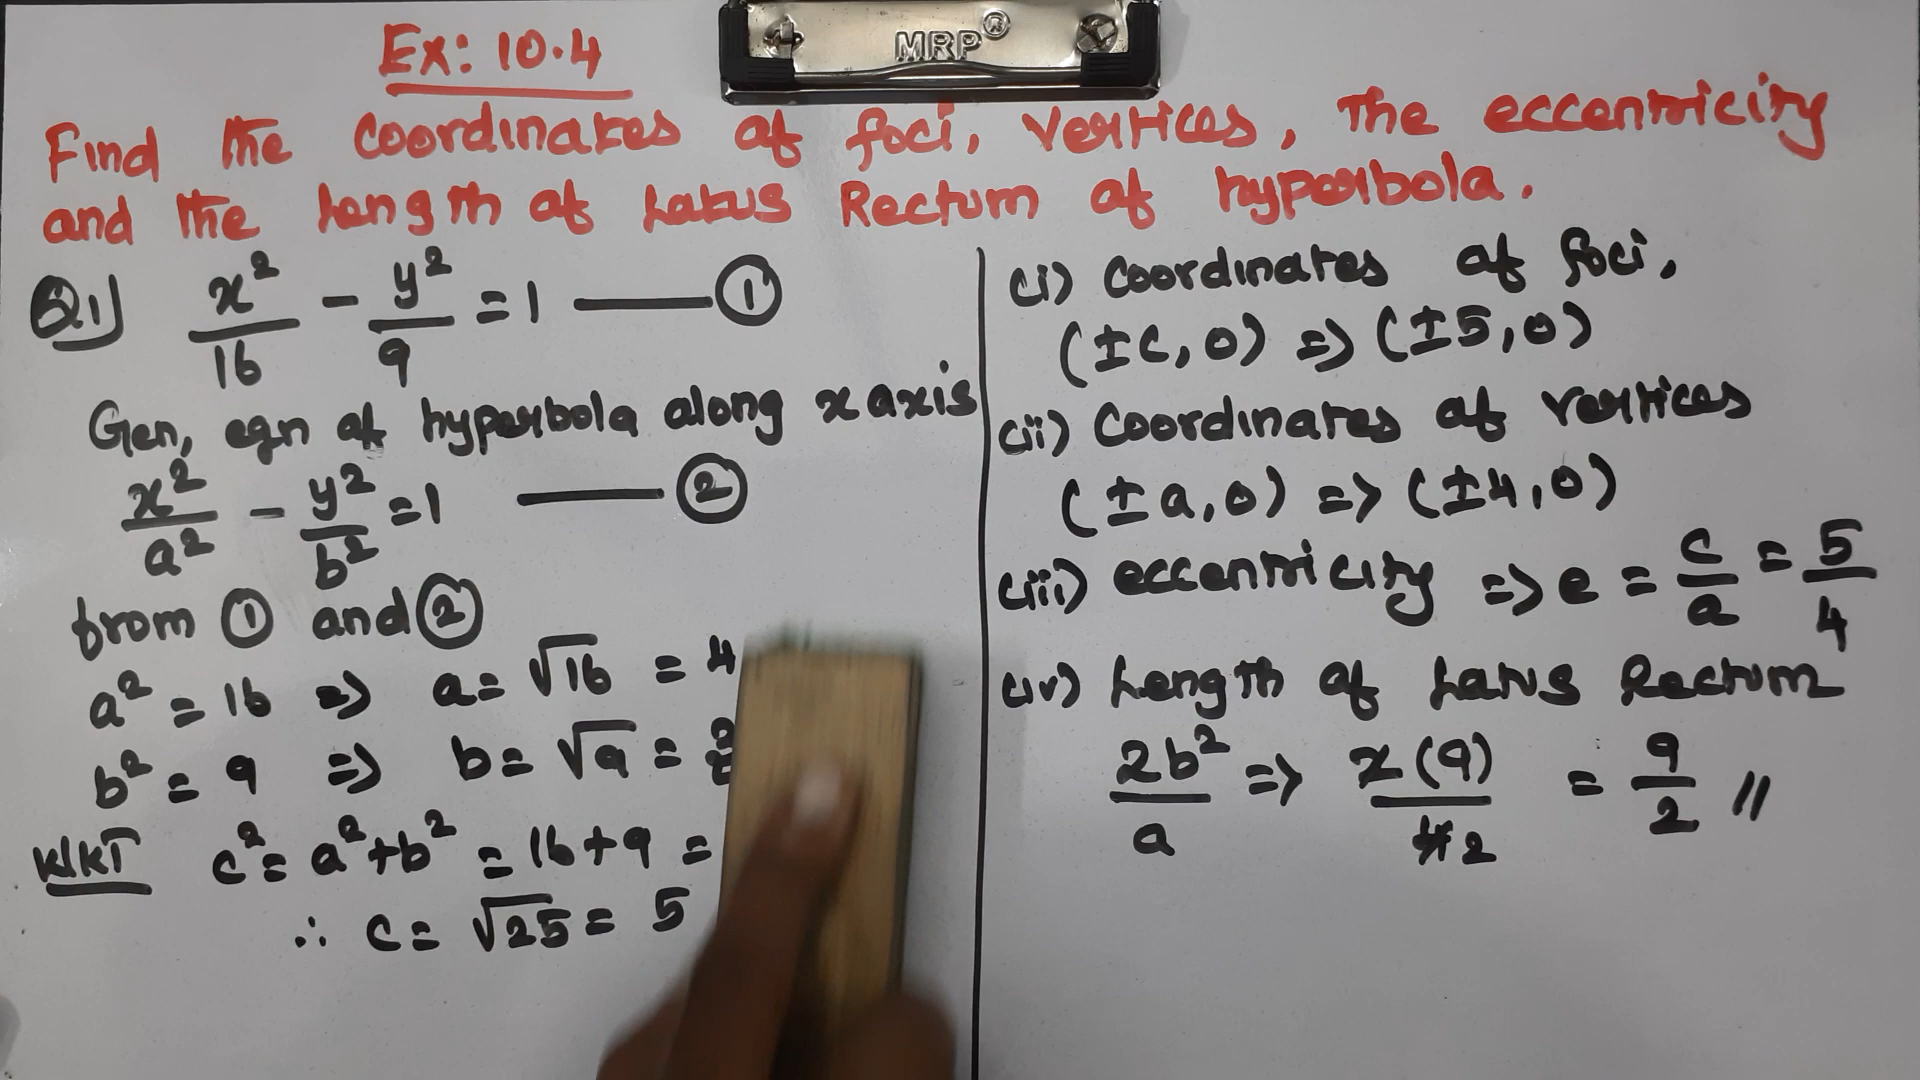 MRP®
Ex: 10.4
Find the coordinates of foci, vertices, The eccentricity
and the Length of Latus Rectum of hyperbola.
Q1) x²/16 - y²/9 = 1 —— ①
Gen, eqn of hyperbola along x axis
x²/a² - y²/b² = 1 —— ②
from ① and ②
a² = 16 => a = √16 = 4
b² = 9 => b = √9 =
WKT c² = a² + b² = 16 + 9 =
∴ c = √25 = 5
(i) Coordinates of foci,
(±c, 0) => (±5, 0)
(ii) Coordinates of vertices
(±a, 0) => (±4, 0)
(iii) eccentricity => e = c/a = 5/4
(iv) Length of Latus Rectum
2b²/a => 2(9)/4 2 = 9/2 //